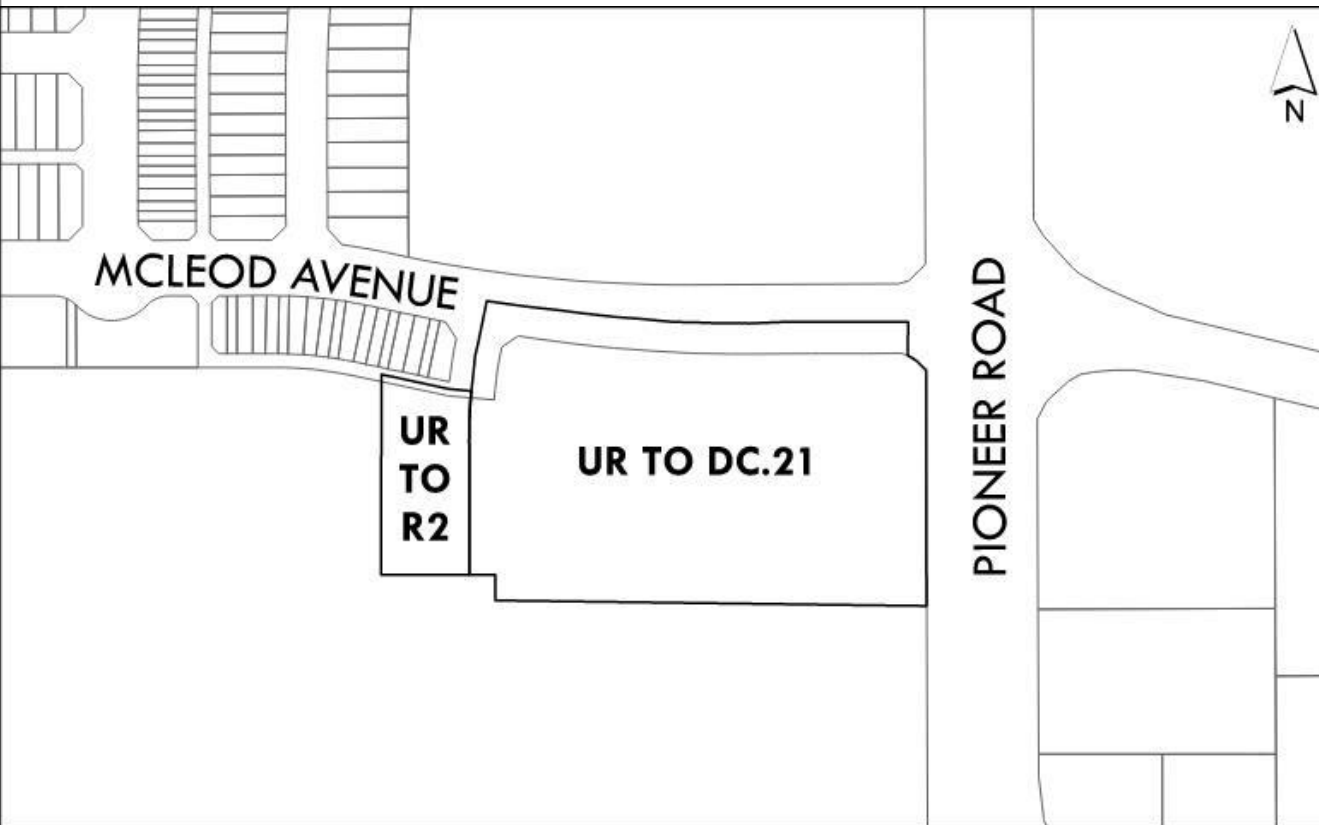 N
MCLEOD AVENUE
PIONEER ROAD
UR
TO
R2
UR TO DC.21